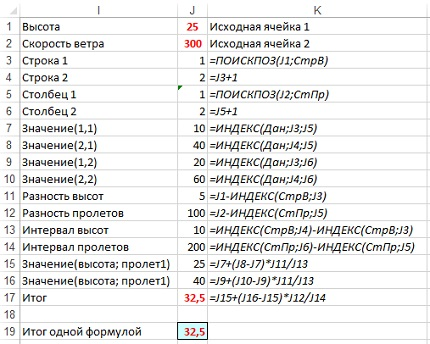 I J K
1 Высота 25 Исходная ячейка 1
2 Скорость ветра 300 Исходная ячейка 2
3 Строка 1 1 =ПОИСКПОЗ(J1;СтрВ)
4 Строка 2 2 =J3+1
5 Столбец 1 1 =ПОИСКПОЗ(J2;СтПр)
6 Столбец 2 2 =J5+1
7 Значение(1,1) 10 =ИНДЕКС(Дан;J3;J5)
8 Значение(2,1) 40 =ИНДЕКС(Дан;J4;J5)
9 Значение(1,2) 20 =ИНДЕКС(Дан;J3;J6)
10 Значение(2,2) 60 =ИНДЕКС(Дан;J4;J6)
11 Разность высот 5 =J1-ИНДЕКС(СтрВ;J3)
12 Разность пролетов 100 =J2-ИНДЕКС(СтПр;J5)
13 Интервал высот 10 =ИНДЕКС(СтрВ;J4)-ИНДЕКС(СтрВ;J3)
14 Интервал пролетов 200 =ИНДЕКС(СтПр;J6)-ИНДЕКС(СтПр;J5)
15 Значение(высота; пролет1) 25 =J7+(J8-J7)*J11/J13
16 Значение(высота; пролет1) 40 =J9+(J10-J9)*J11/J13
17 Итог 32,5 =J15+(J16-J15)*J12/J14
18
19 Итог одной формулой 32,5